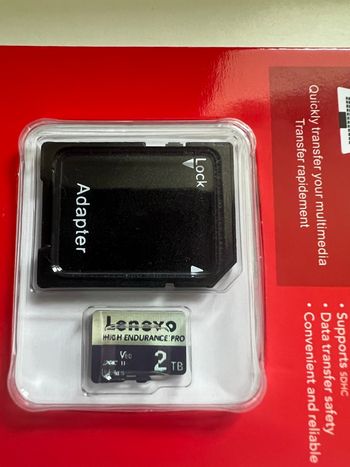 Lock
Adapter
Lenovo
HIGH ENDURANCE PRO
V60
2
TB
Quickly transfer your multimedia
Transfer rapidement
• Supports SDHC
• Data transfer safety
• Convenient and reliable